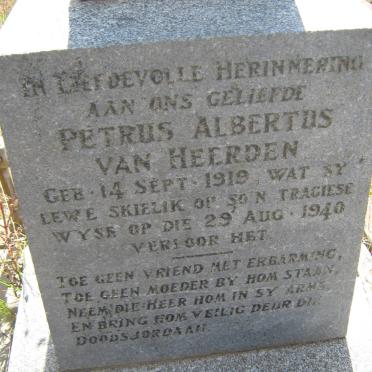 IN LIEFDEVOLLE HERINNERING
AAN ONS GELIEFDE
PETRUS ALBERTUS
VAN HEERDEN
GEB. 14 SEPT. 1919 WAT SY
LEWE SKIELIK OP SO'N TRAGIESE
WYSE OP DIE 29 AUG. 1940
VERLOOR HET
TOE GEEN VRIEND MET ERBARMING,
TOE GEEN MOEDER BY HOM STAAN,
NEEM DIE HEER HOM IN SY ARMS,
EN BRING HOM VEILIG DEUR DIE
DOODSJORDAAN.